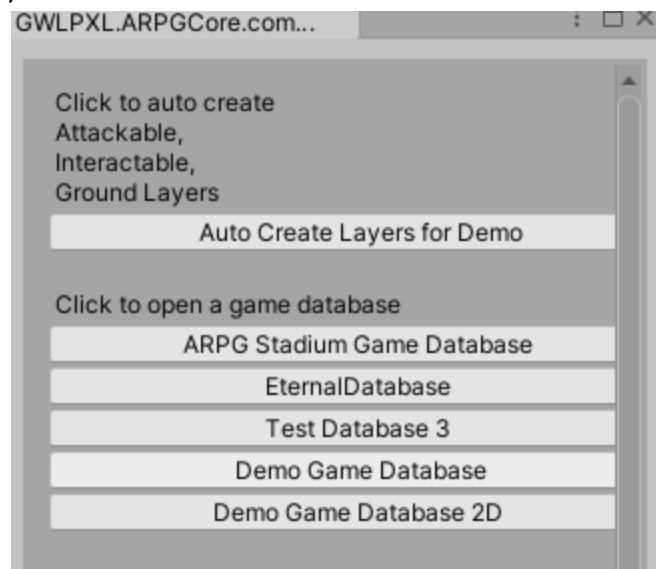 GWLPXL.ARPGCore.com...
Click to auto create
Attackable,
Interactable,
Ground Layers
Auto Create Layers for Demo
Click to open a game database
ARPG Stadium Game Database
EternalDatabase
Test Database 3
Demo Game Database
Demo Game Database 2D